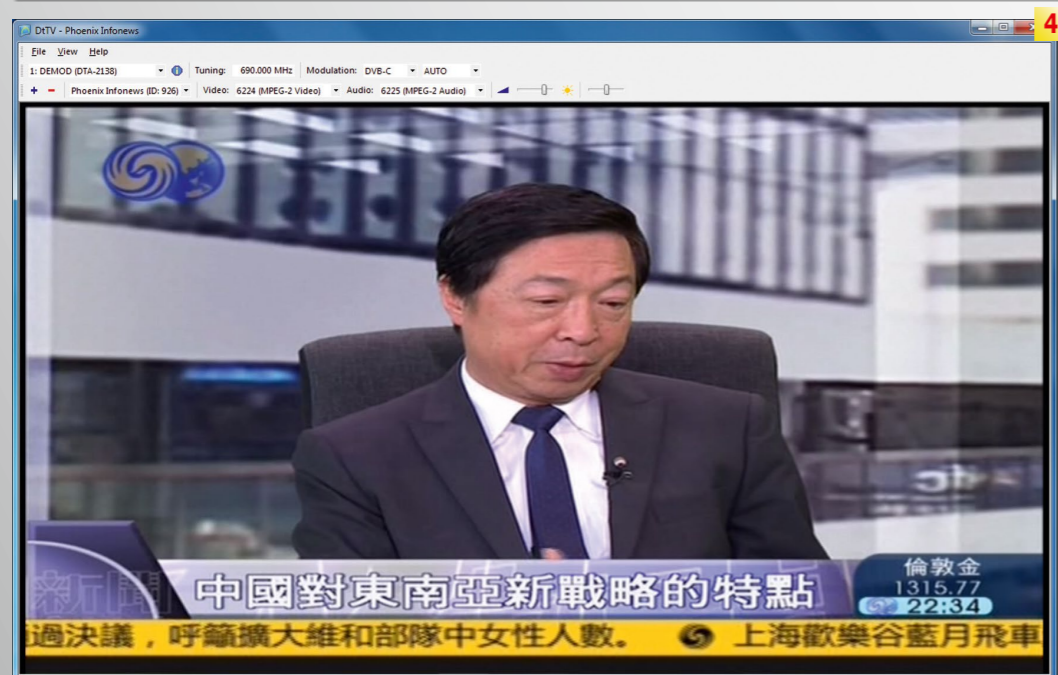 4
DtTV - Phoenix Infonews
File View Help
1: DEMOD (DTA-2138) Tuning: 690.000 MHz Modulation: DVB-C AUTO
+ - Phoenix Infonews (ID: 926) Video: 6224 (MPEG-2 Video) Audio: 6225 (MPEG-2 Audio)
新聞
中國對東南亞新戰略的特點
倫敦金
1315.77
22:34
過決議，呼籲擴大維和部隊中女性人數。 上海歡樂谷藍月飛車